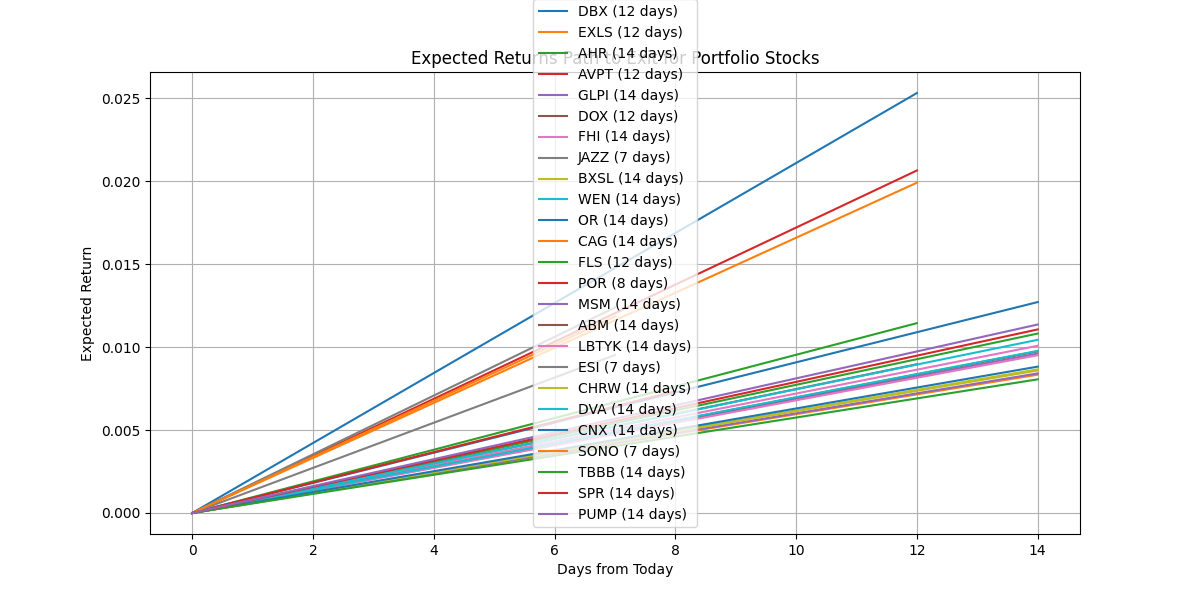 DBX (12 days)
EXLS (12 days)
AHR (14 days)
Expected Returns Path to Exit for Portfolio Stocks
AVPT (12 days)
GLPI (14 days)
DOX (12 days)
FHI (14 days)
JAZZ (7 days)
BXSL (14 days)
WEN (14 days)
OR (14 days)
CAG (14 days)
FLS (12 days)
POR (8 days)
MSM (14 days)
ABM (14 days)
LBTYK (14 days)
ESI (7 days)
CHRW (14 days)
DVA (14 days)
CNX (14 days)
SONO (7 days)
TBBB (14 days)
SPR (14 days)
PUMP (14 days)
Expected Return
0.025
0.020
0.015
0.010
0.005
0.000
0 2 4 6 8 10 12 14
Days from Today